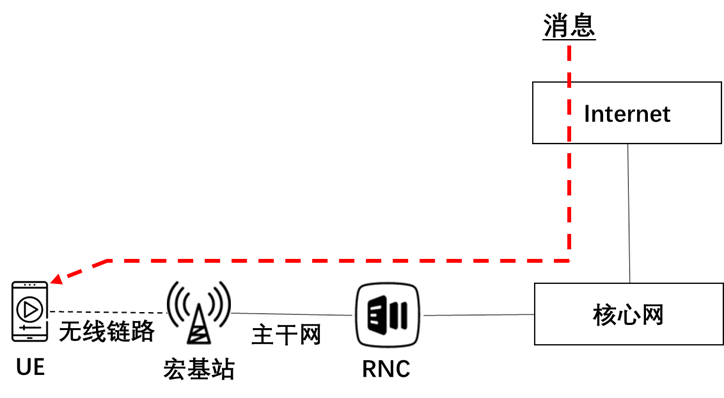 消息
Internet
无线链路
主干网
核心网
UE
宏基站
RNC